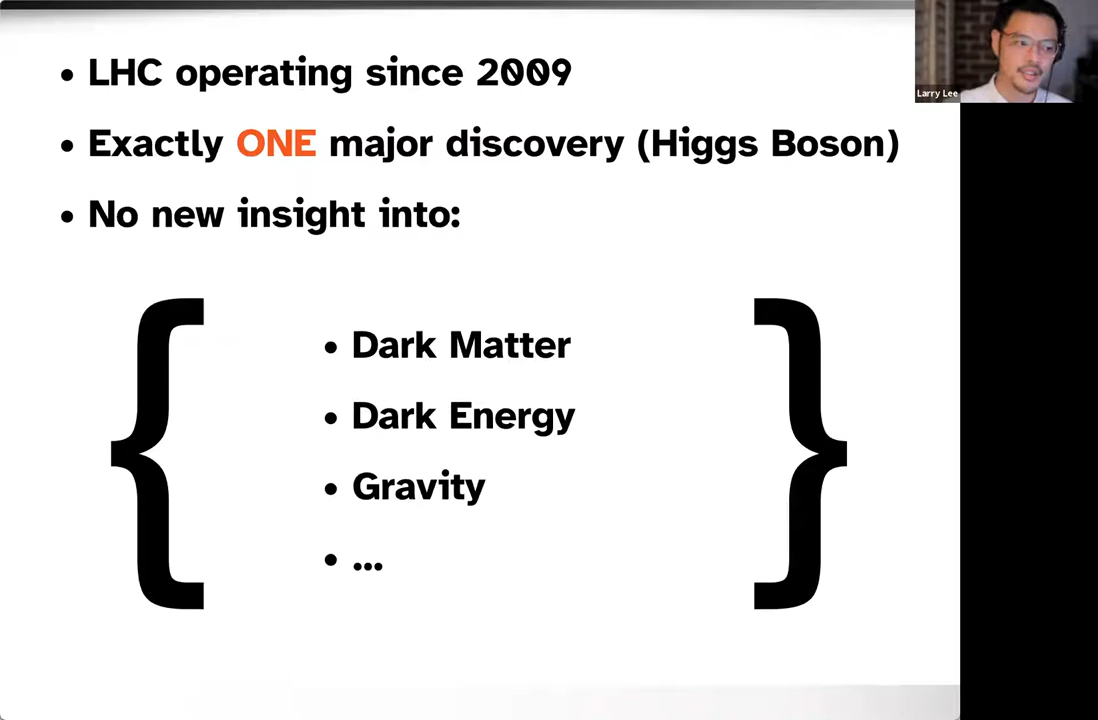 • LHC operating since 2009
• Exactly ONE major discovery (Higgs Boson)
• No new insight into:
{
• Dark Matter
• Dark Energy
• Gravity
• ...
}
Larry Lee